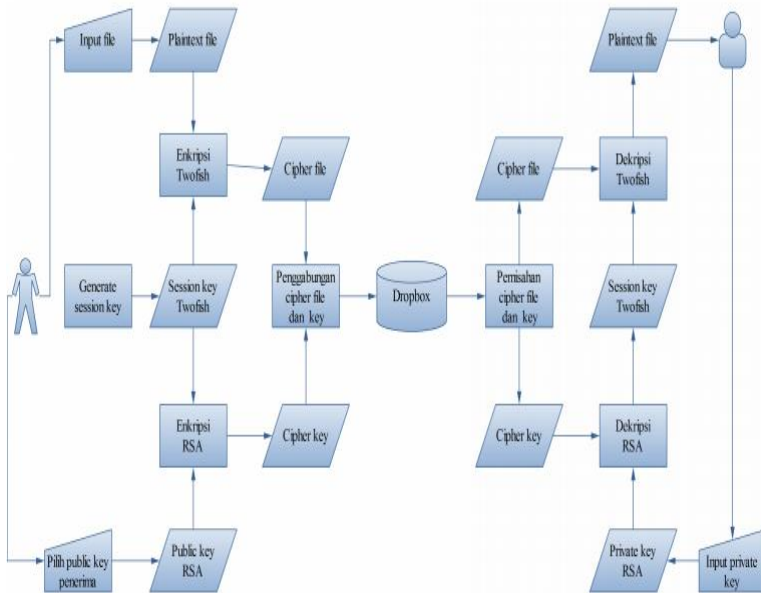 Input file
Plaintext file
Plaintext file
Enkripsi
Twofish
Cipher file
Cipher file
Dekripsi
Twofish
Generate
session key
Session key
Twofish
Penggabungan
cipher file
dan key
Dropbox
Pemisahan
cipher file
dan key
Session key
Twofish
Enkripsi
RSA
Cipher key
Cipher key
Dekripsi
RSA
Pilih public key
penerima
Public key
RSA
Private key
RSA
Input private
key